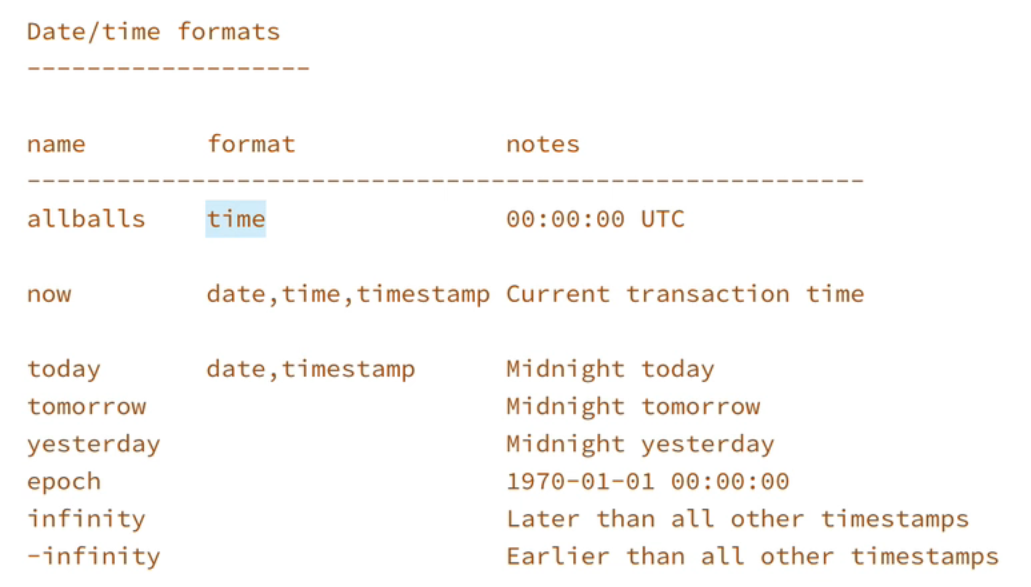 Date/time formats
-------------------
name format notes
--------------------------------------------------------
allballs time 00:00:00 UTC
now date,time,timestamp Current transaction time
today date,timestamp Midnight today
tomorrow Midnight tomorrow
yesterday Midnight yesterday
epoch 1970-01-01 00:00:00
infinity Later than all other timestamps
-infinity Earlier than all other timestamps